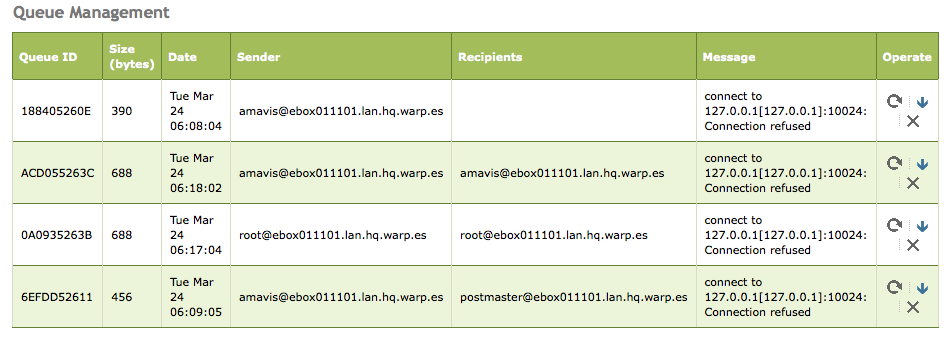 Queue Management
Queue ID Size (bytes) Date Sender Recipients Message Operate
188405260E 390 Tue Mar 24 06:08:04 amavis@ebox011101.lan.hq.warp.es connect to 127.0.0.1[127.0.0.1]:10024: Connection refused
ACD055263C 688 Tue Mar 24 06:18:02 amavis@ebox011101.lan.hq.warp.es amavis@ebox011101.lan.hq.warp.es connect to 127.0.0.1[127.0.0.1]:10024: Connection refused
0A0935263B 688 Tue Mar 24 06:17:04 root@ebox011101.lan.hq.warp.es root@ebox011101.lan.hq.warp.es connect to 127.0.0.1[127.0.0.1]:10024: Connection refused
6EFDD52611 456 Tue Mar 24 06:09:05 amavis@ebox011101.lan.hq.warp.es postmaster@ebox011101.lan.hq.warp.es connect to 127.0.0.1[127.0.0.1]:10024: Connection refused